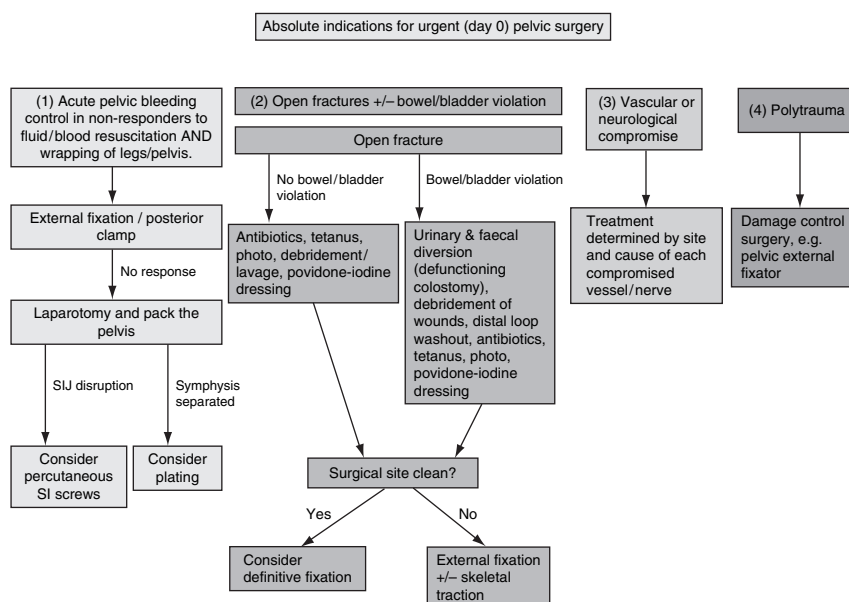 Absolute indications for urgent (day 0) pelvic surgery
(1) Acute pelvic bleeding
control in non-responders to
fluid/blood resuscitation AND
wrapping of legs/pelvis.
External fixation / posterior
clamp
No response
Laparotomy and pack the
pelvis
SIJ disruption
Symphysis
separated
Consider
percutaneous
SI screws
Consider
plating
(2) Open fractures +/– bowel/bladder violation
Open fracture
No bowel/bladder
violation
Bowel/bladder violation
Antibiotics, tetanus,
photo, debridement/
lavage, povidone-iodine
dressing
Urinary & faecal
diversion
(defunctioning
colostomy),
debridement of
wounds, distal loop
washout, antibiotics,
tetanus, photo,
povidone-iodine
dressing
Surgical site clean?
Yes
No
Consider
definitive fixation
External fixation
+/– skeletal
traction
(3) Vascular or
neurological
compromise
Treatment
determined by site
and cause of each
compromised
vessel/nerve
(4) Polytrauma
Damage control
surgery, e.g.
pelvic external
fixator